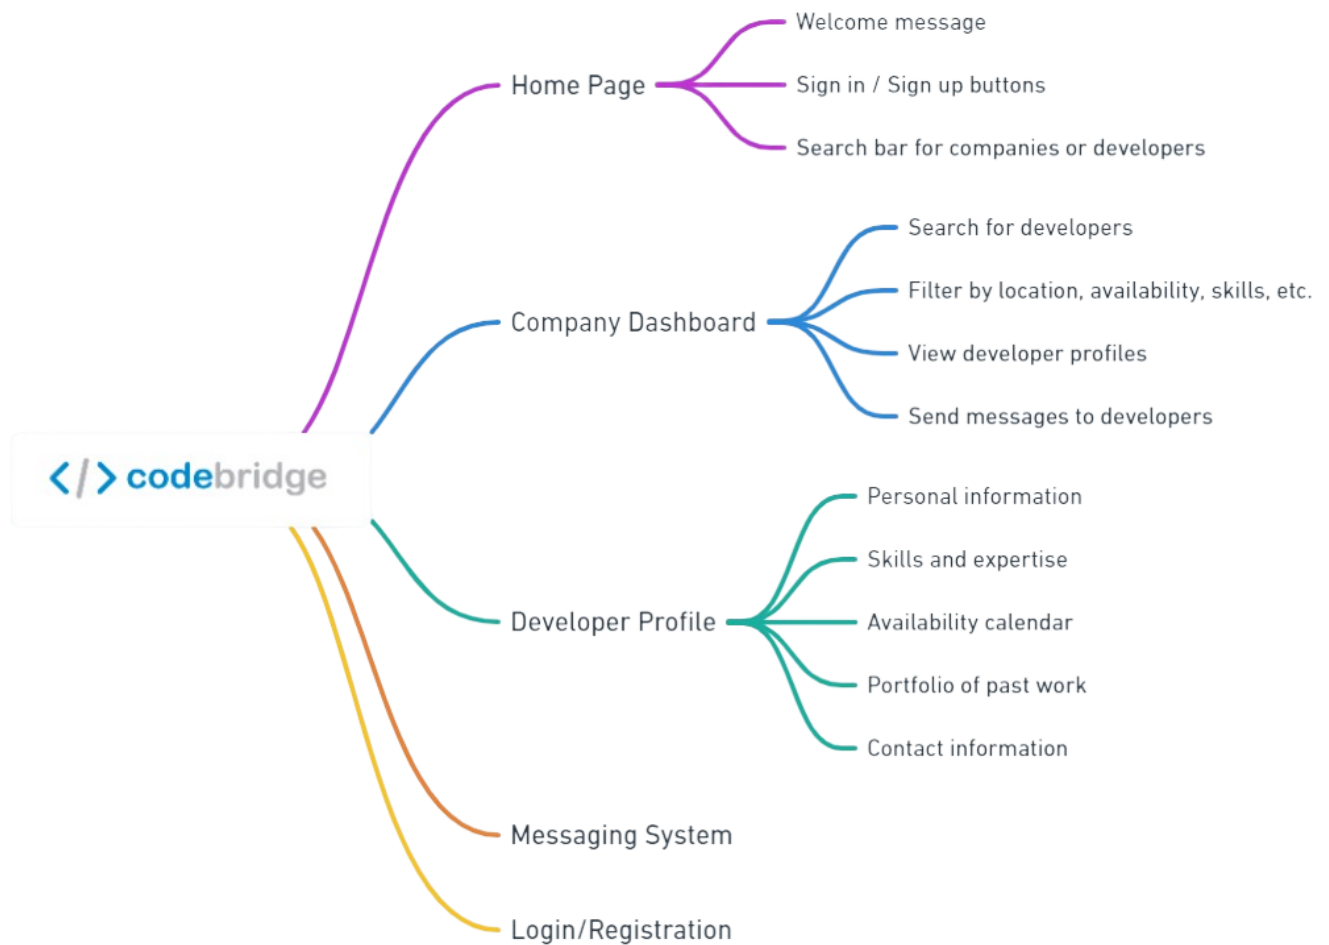 Welcome message
Home Page
Sign in / Sign up buttons
Search bar for companies or developers
Search for developers
Filter by location, availability, skills, etc.
Company Dashboard
View developer profiles
Send messages to developers
</> codebridge
Personal information
Skills and expertise
Developer Profile
Availability calendar
Portfolio of past work
Contact information
Messaging System
Login/Registration